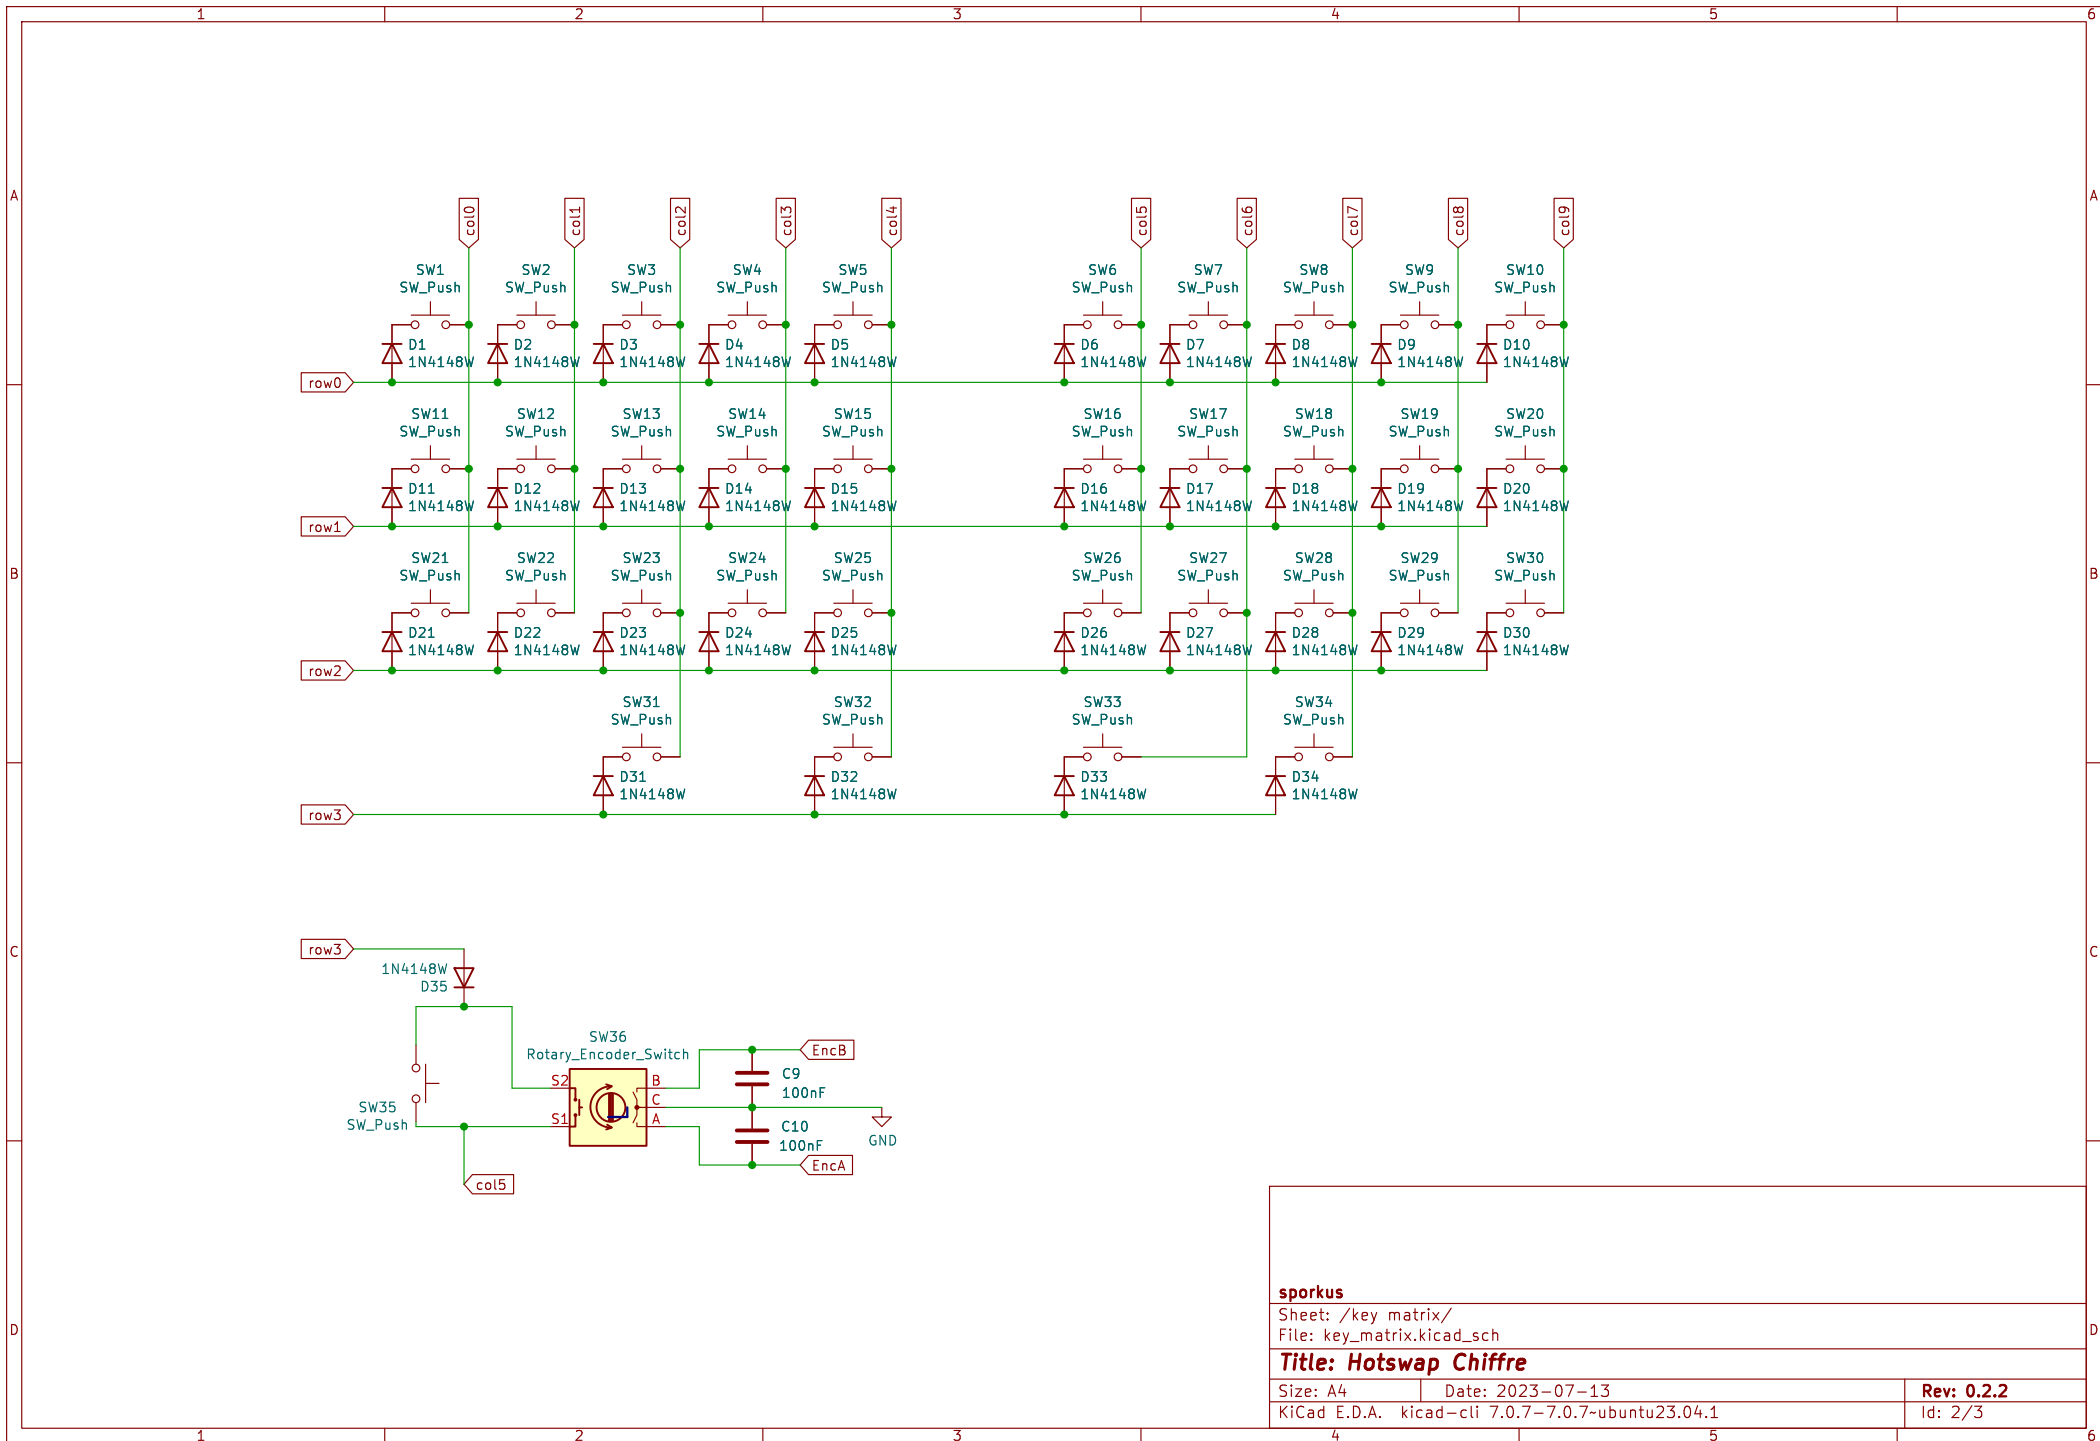 1 2 3 4 5 6
A A
col0 col1 col2 col3 col4 col5 col6 col7 col8 col9
SW1 SW2 SW3 SW4 SW5 SW6 SW7 SW8 SW9 SW10
SW_Push SW_Push SW_Push SW_Push SW_Push SW_Push SW_Push SW_Push SW_Push SW_Push
D1 D2 D3 D4 D5 D6 D7 D8 D9 D10
1N4148W 1N4148W 1N4148W 1N4148W 1N4148W 1N4148W 1N4148W 1N4148W 1N4148W 1N4148W
row0
SW11 SW12 SW13 SW14 SW15 SW16 SW17 SW18 SW19 SW20
SW_Push SW_Push SW_Push SW_Push SW_Push SW_Push SW_Push SW_Push SW_Push SW_Push
D11 D12 D13 D14 D15 D16 D17 D18 D19 D20
1N4148W 1N4148W 1N4148W 1N4148W 1N4148W 1N4148W 1N4148W 1N4148W 1N4148W 1N4148W
row1
SW21 SW22 SW23 SW24 SW25 SW26 SW27 SW28 SW29 SW30
B SW_Push SW_Push SW_Push SW_Push SW_Push SW_Push SW_Push SW_Push SW_Push SW_Push B
D21 D22 D23 D24 D25 D26 D27 D28 D29 D30
1N4148W 1N4148W 1N4148W 1N4148W 1N4148W 1N4148W 1N4148W 1N4148W 1N4148W 1N4148W
row2
SW31 SW32 SW33 SW34
SW_Push SW_Push SW_Push SW_Push
D31 D32 D33 D34
1N4148W 1N4148W 1N4148W 1N4148W
row3
C row3 C
1N4148W
D35
SW36
Rotary_Encoder_Switch
EncB
S2 B C9
100nF
C
SW35 S1 A C10
SW_Push 100nF GND
EncA
col5
sporkus
Sheet: /key matrix/
D D
File: key_matrix.kicad_sch
Title: Hotswap Chiffre
Size: A4 Date: 2023-07-13 Rev: 0.2.2
KiCad E.D.A. kicad-cli 7.0.7-7.0.7~ubuntu23.04.1 Id: 2/3
1 2 3 4 5 6